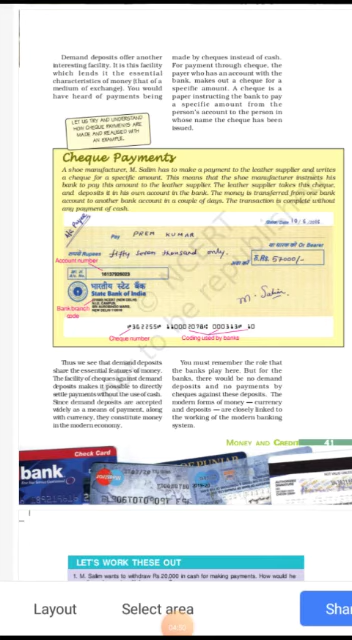 Demand deposits offer another
interesting facility. It is this facility
which lends it the essential
characteristics of money (that of a
medium of exchange). You would
have heard of payments being
made by cheques instead of cash.
For payment through cheque, the
payer who has an account with the
bank, makes out a cheque for a
specific amount. A cheque is a
paper instructing the bank to pay
a specific amount from the
person's account to the person in
whose name the cheque has been
issued.
LET US TRY AND UNDERSTAND
HOW CHEQUE PAYMENTS ARE
MADE AND REALISED WITH
AN EXAMPLE.
Cheque Payments
A shoe manufacturer, M. Salim has to make a payment to the leather supplier and writes
a cheque for a specific amount. This means that the shoe manufacturer instructs his
bank to pay this amount to the leather supplier. The leather supplier takes this cheque,
and deposits it in his own account in the bank. The money is transferred from one bank
account to another bank account in a couple of days. The transaction is complete without
any payment of cash.
A/c Payee
Pay PREM KUMAR
Or Bearer
Rupees fifty seven thousand only.
Rs. 57000/-
Account number
भारतीय स्टेट बैंक
State Bank of India
M. Salim
Bank branch
code
Cheque number
Coding used by banks
Thus we see that demand deposits
share the essential features of money.
The facility of cheques against demand
deposits makes it possible to directly
settle payments without the use of cash.
Since demand deposits are accepted
widely as a means of payment, along
with currency, they constitute money
in the modern economy.
You must remember the role that
the banks play here. But for the
banks, there would be no demand
deposits and no payments by
cheques against these deposits. The
modern forms of money — currency
and deposits — are closely linked to
the working of the modern banking
system.
MONEY AND CREDIT 41
bank
Check Card
LET'S WORK THESE OUT
1. M. Salim wants to withdraw Rs 20,000 in cash for making payments. How would he
Layout
Select area
Sha